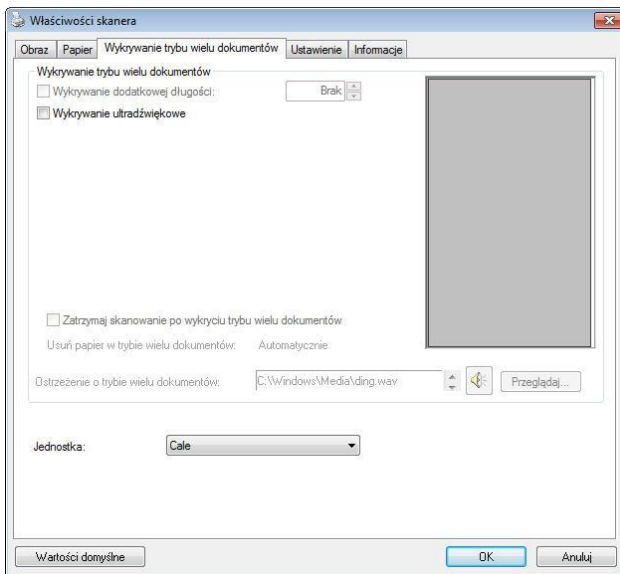 Właściwości skanera
Obraz Papier Wykrywanie trybu wielu dokumentów Ustawienie Informacje
Wykrywanie trybu wielu dokumentów
Wykrywanie dodatkowej długości: Brak
Wykrywanie ultradźwiękowe
Zatrzymaj skanowanie po wykryciu trybu wielu dokumentów
Usuń papier w trybie wielu dokumentów: Automatycznie
Ostrzeżenie o trybie wielu dokumentów: C:\Windows\Media\ding.wav Przeglądaj...
Jednostka: Cale
Wartości domyślne OK Anuluj